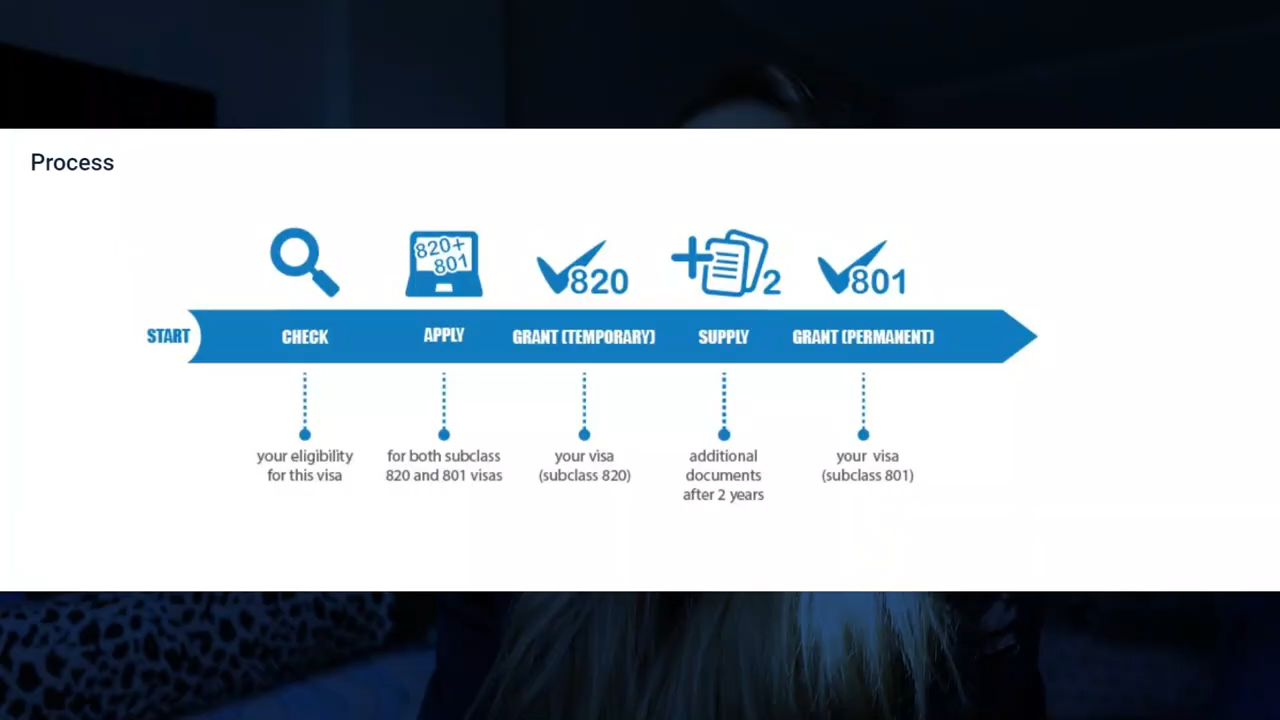 Process
820+
801
820
2
801
START
CHECK
APPLY
GRANT (TEMPORARY)
SUPPLY
GRANT (PERMANENT)
your eligibility
for this visa
for both subclass
820 and 801 visas
your visa
(subclass 820)
additional
documents
after 2 years
your visa
(subclass 801)